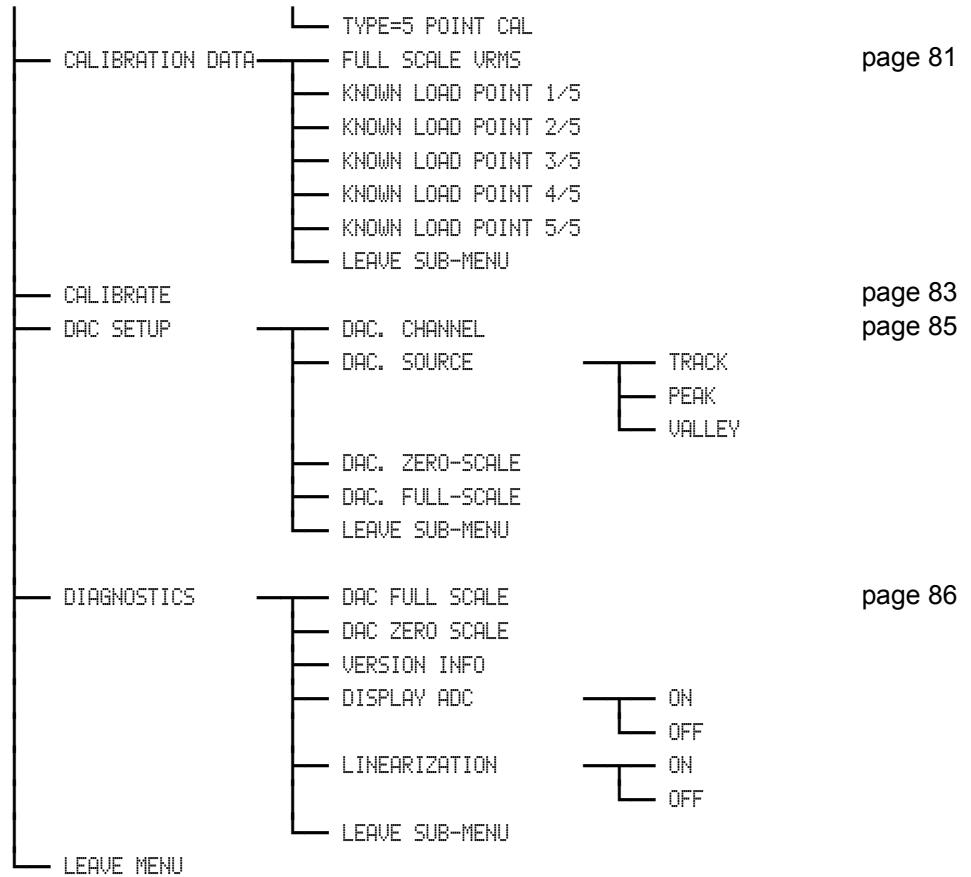 TYPE=5 POINT CAL
CALIBRATION DATA FULL SCALE VRMS page 81
KNOWN LOAD POINT 1/5
KNOWN LOAD POINT 2/5
KNOWN LOAD POINT 3/5
KNOWN LOAD POINT 4/5
KNOWN LOAD POINT 5/5
LEAVE SUB-MENU
CALIBRATE page 83
DAC SETUP DAC. CHANNEL page 85
DAC. SOURCE TRACK
PEAK
VALLEY
DAC. ZERO-SCALE
DAC. FULL-SCALE
LEAVE SUB-MENU
DIAGNOSTICS DAC FULL SCALE page 86
DAC ZERO SCALE
VERSION INFO
DISPLAY ADC ON
OFF
LINEARIZATION ON
OFF
LEAVE SUB-MENU
LEAVE MENU